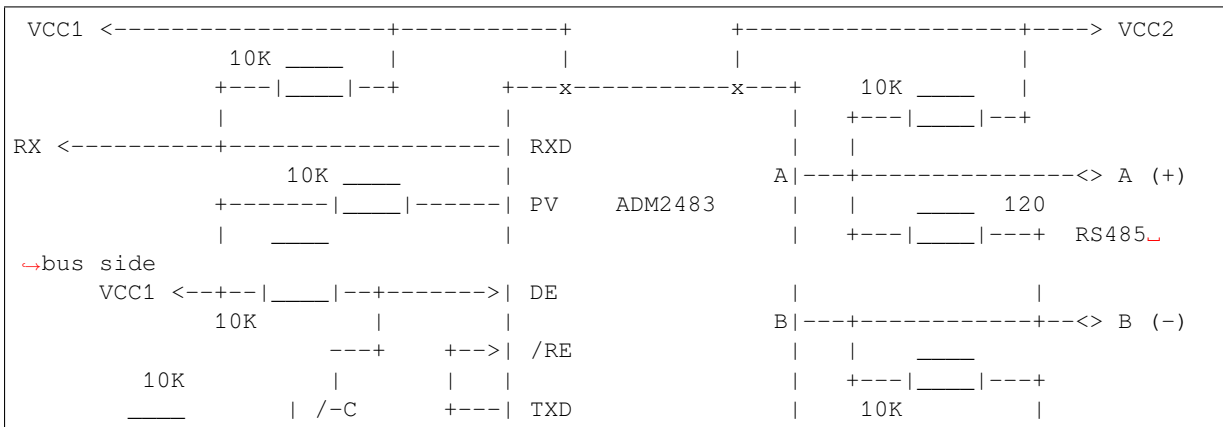 VCC1 <--------------------+-----------+            +--------------------+----> VCC2
               10K ____   |            |           |                    |
              +---|____|--+       +---x------------x---+    10K ____    |
              |                   |                    |   +---|____|--+
RX <----------+-------------------| RXD                |   |
                   10K ____       |                   A|---+---------------<> A (+)
              +-------|____|------| PV    ADM2483      |   |    ____  120
              |   ____            |                    |   +---|____|---+  RS485␣
↪bus side
      VCC1 <--+--|____|--+------->| DE                 |                |
              10K        |        |                   B|---+------------+--<> B (-)
                      ---+    +-->| /RE                |   |    ____
         10K          |       |   |                    |   +---|____|---+
        ____       | /-C      +---| TXD                |    10K         |